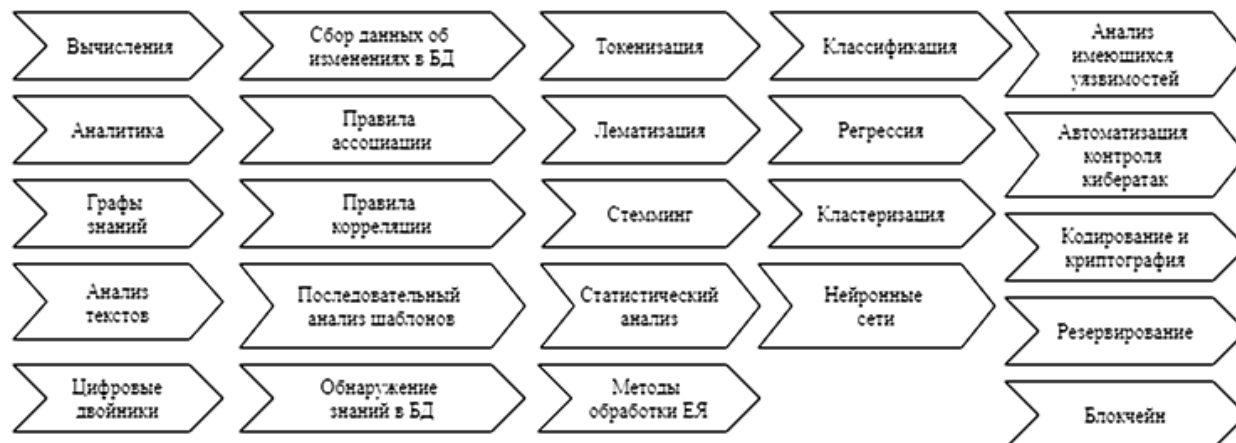 Вычисления
Аналитика
Графы
знаний
Анализ
текстов
Цифровые
двойники
Сбор данных об
изменениях в БД
Правила
ассоциации
Правила
корреляции
Последовательный
анализ шаблонов
Обнаружение
знаний в БД
Токенизация
Лематизация
Стемминг
Статистический
анализ
Методы
обработки ЕЯ
Классификация
Регрессия
Кластеризация
Нейронные
сети
Анализ
имеющихся
уязвимостей
Автоматизация
контроля
кибератак
Кодирование и
криптография
Резервирование
Блокчейн